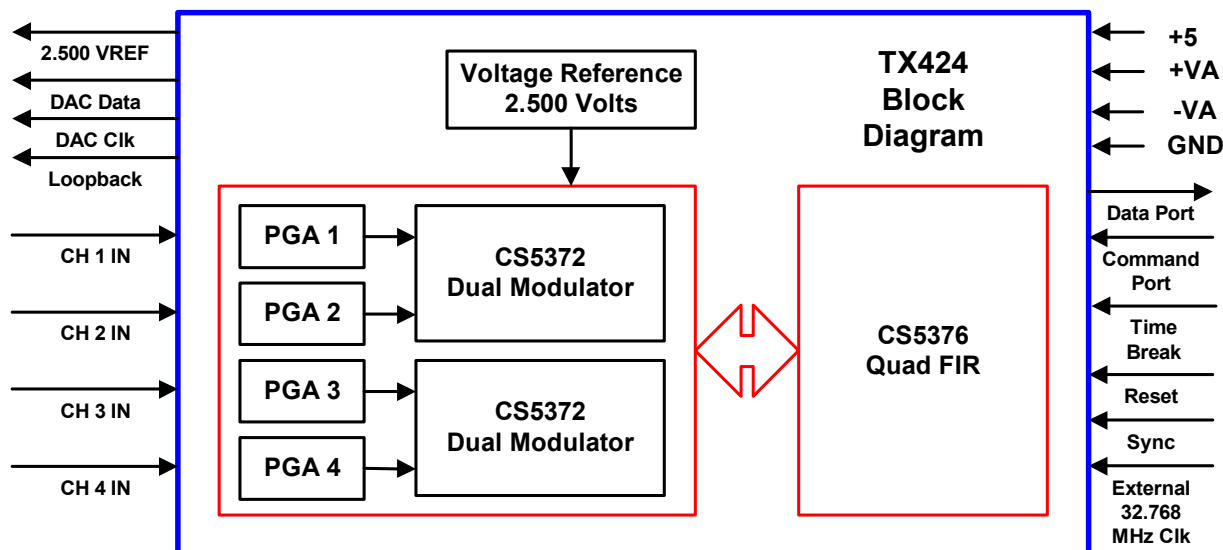 2.500 VREF
DAC Data
DAC Clk
Loopback
CH 1 IN
CH 2 IN
CH 3 IN
CH 4 IN
Voltage Reference
2.500 Volts
TX424
Block
Diagram
PGA 1
PGA 2
PGA 3
PGA 4
CS5372
Dual Modulator
CS5372
Dual Modulator
CS5376
Quad FIR
+5
+VA
-VA
GND
Data Port
Command
Port
Time
Break
Reset
Sync
External
32.768
MHz Clk